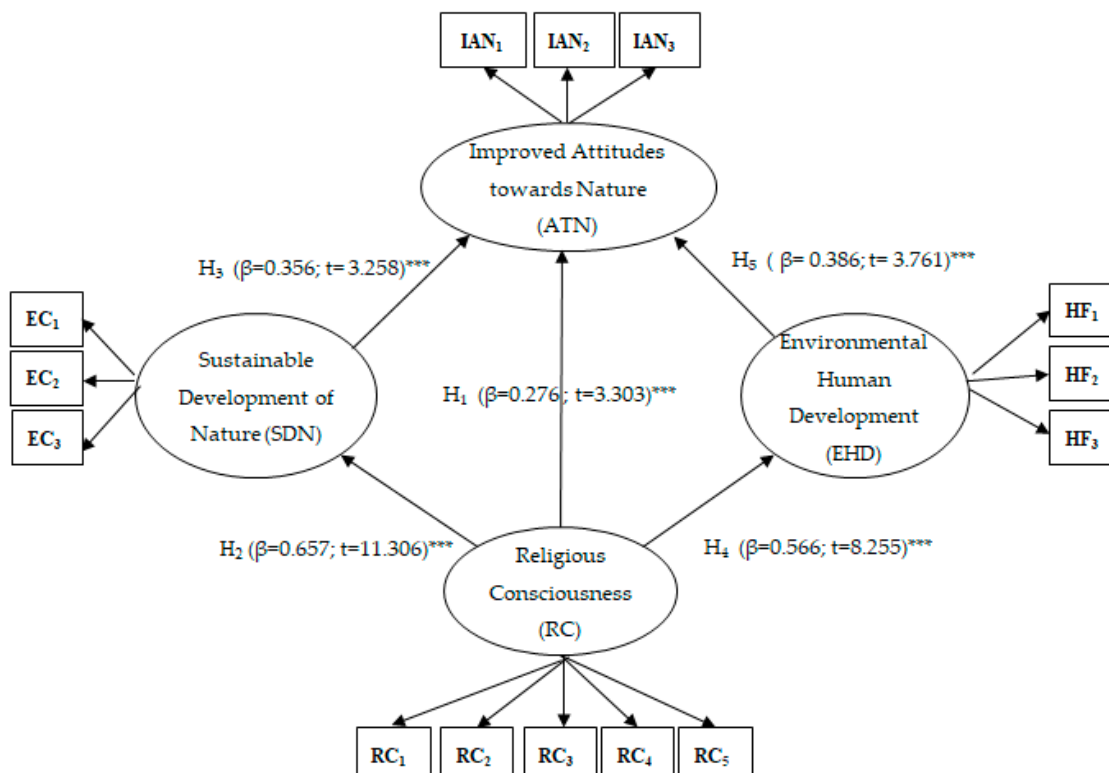 IAN₁ IAN₂ IAN₃
Improved Attitudes
towards Nature
(ATN)
H₃ (β=0.356; t= 3.258)***
H₅ ( β= 0.386; t= 3.761)***
EC₁
EC₂
EC₃
Sustainable
Development of
Nature (SDN)
H₁ (β=0.276; t=3.303)***
Environmental
Human
Development
(EHD)
HF₁
HF₂
HF₃
H₂ (β=0.657; t=11.306)***
H₄ (β=0.566; t=8.255)***
Religious
Consciousness
(RC)
RC₁ RC₂ RC₃ RC₄ RC₅